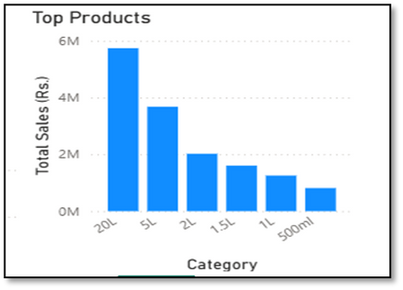 Top Products
Total Sales (Rs.)
6M
4M
2M
0M
20L
5L
2L
1.5L
1L
500ml
Category